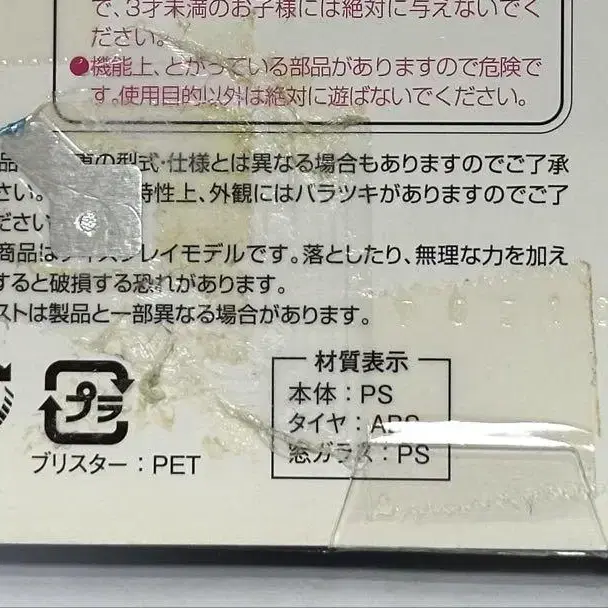 で、3才未満のお子様には絶対に与えないでく
ださい。
●機能上、とがっている部品がありますので危険で
す。使用目的以外は絶対に遊ばないでください。
品 の型式・仕様とは異なる場合もありますのでご了承
さい。 特性上、外観にはバラツキがありますのでご了
ださい
商品は ディスプレイモデルです。落としたり、無理な力を加え
すると破損する恐れがあります。
ストは製品と一部異なる場合があります。
プラ
ブリスター：PET
材質表示
本体：PS
タイヤ：ABS
窓ガラス：PS